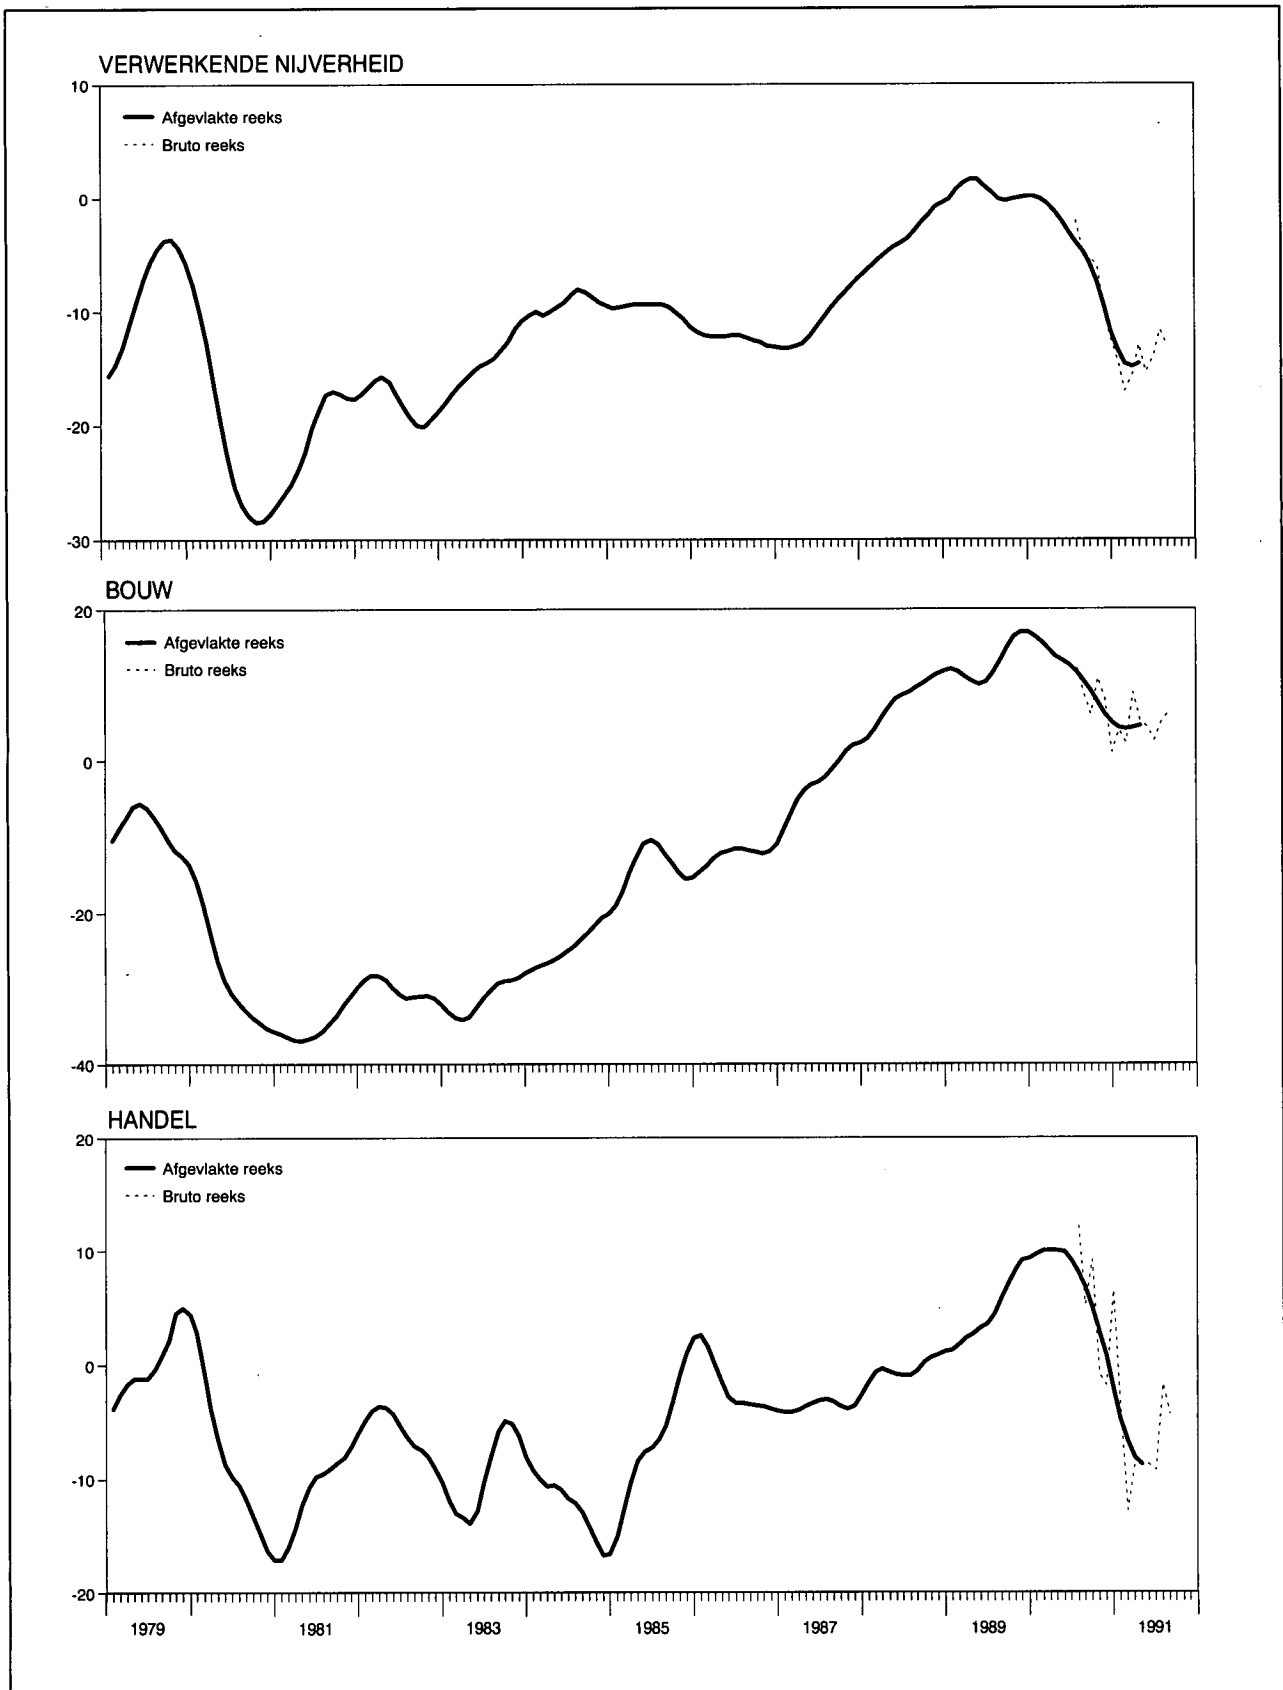 VERWERKENDE NIJVERHEID
10
Afgevlakte reeks
Bruto reeks
0
-10
-20
-30
BOUW
20
Afgevlakte reeks
Bruto reeks
0
-20
-40
HANDEL
20
Afgevlakte reeks
Bruto reeks
10
0
-10
-20
1979 1981 1983 1985 1987 1989 1991